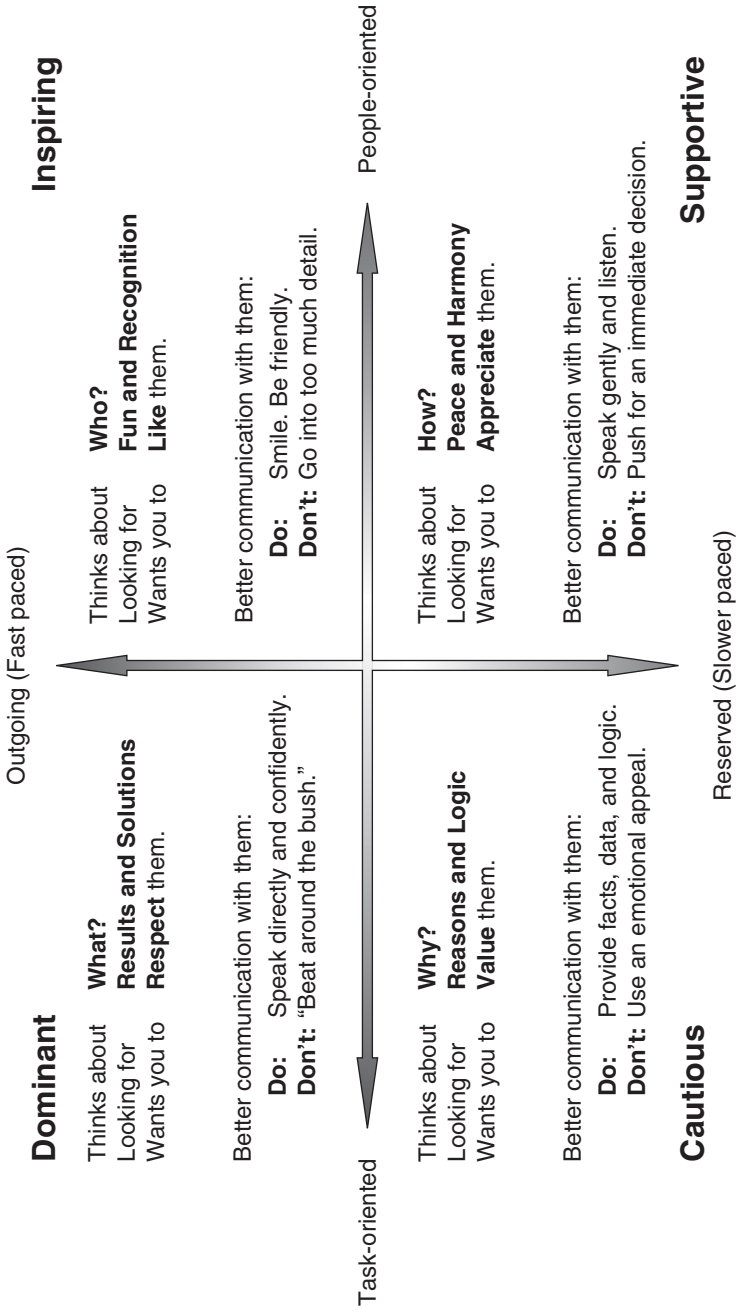 Outgoing (Fast paced)
Dominant
Thinks about What?
Looking for Results and Solutions
Wants you to Respect them.
Better communication with them:
Do: Speak directly and confidently.
Don't: “Beat around the bush.”
Inspiring
Thinks about Who?
Looking for Fun and Recognition
Wants you to Like them.
Better communication with them:
Do: Smile. Be friendly.
Don't: Go into too much detail.
Task-oriented
People-oriented
Thinks about Why?
Looking for Reasons and Logic
Wants you to Value them.
Better communication with them:
Do: Provide facts, data, and logic.
Don't: Use an emotional appeal.
Cautious
Thinks about How?
Looking for Peace and Harmony
Wants you to Appreciate them.
Better communication with them:
Do: Speak gently and listen.
Don't: Push for an immediate decision.
Supportive
Reserved (Slower paced)